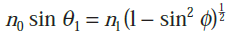 n₀ sin θ₁ = n₁(1 – sin² ϕ)^½